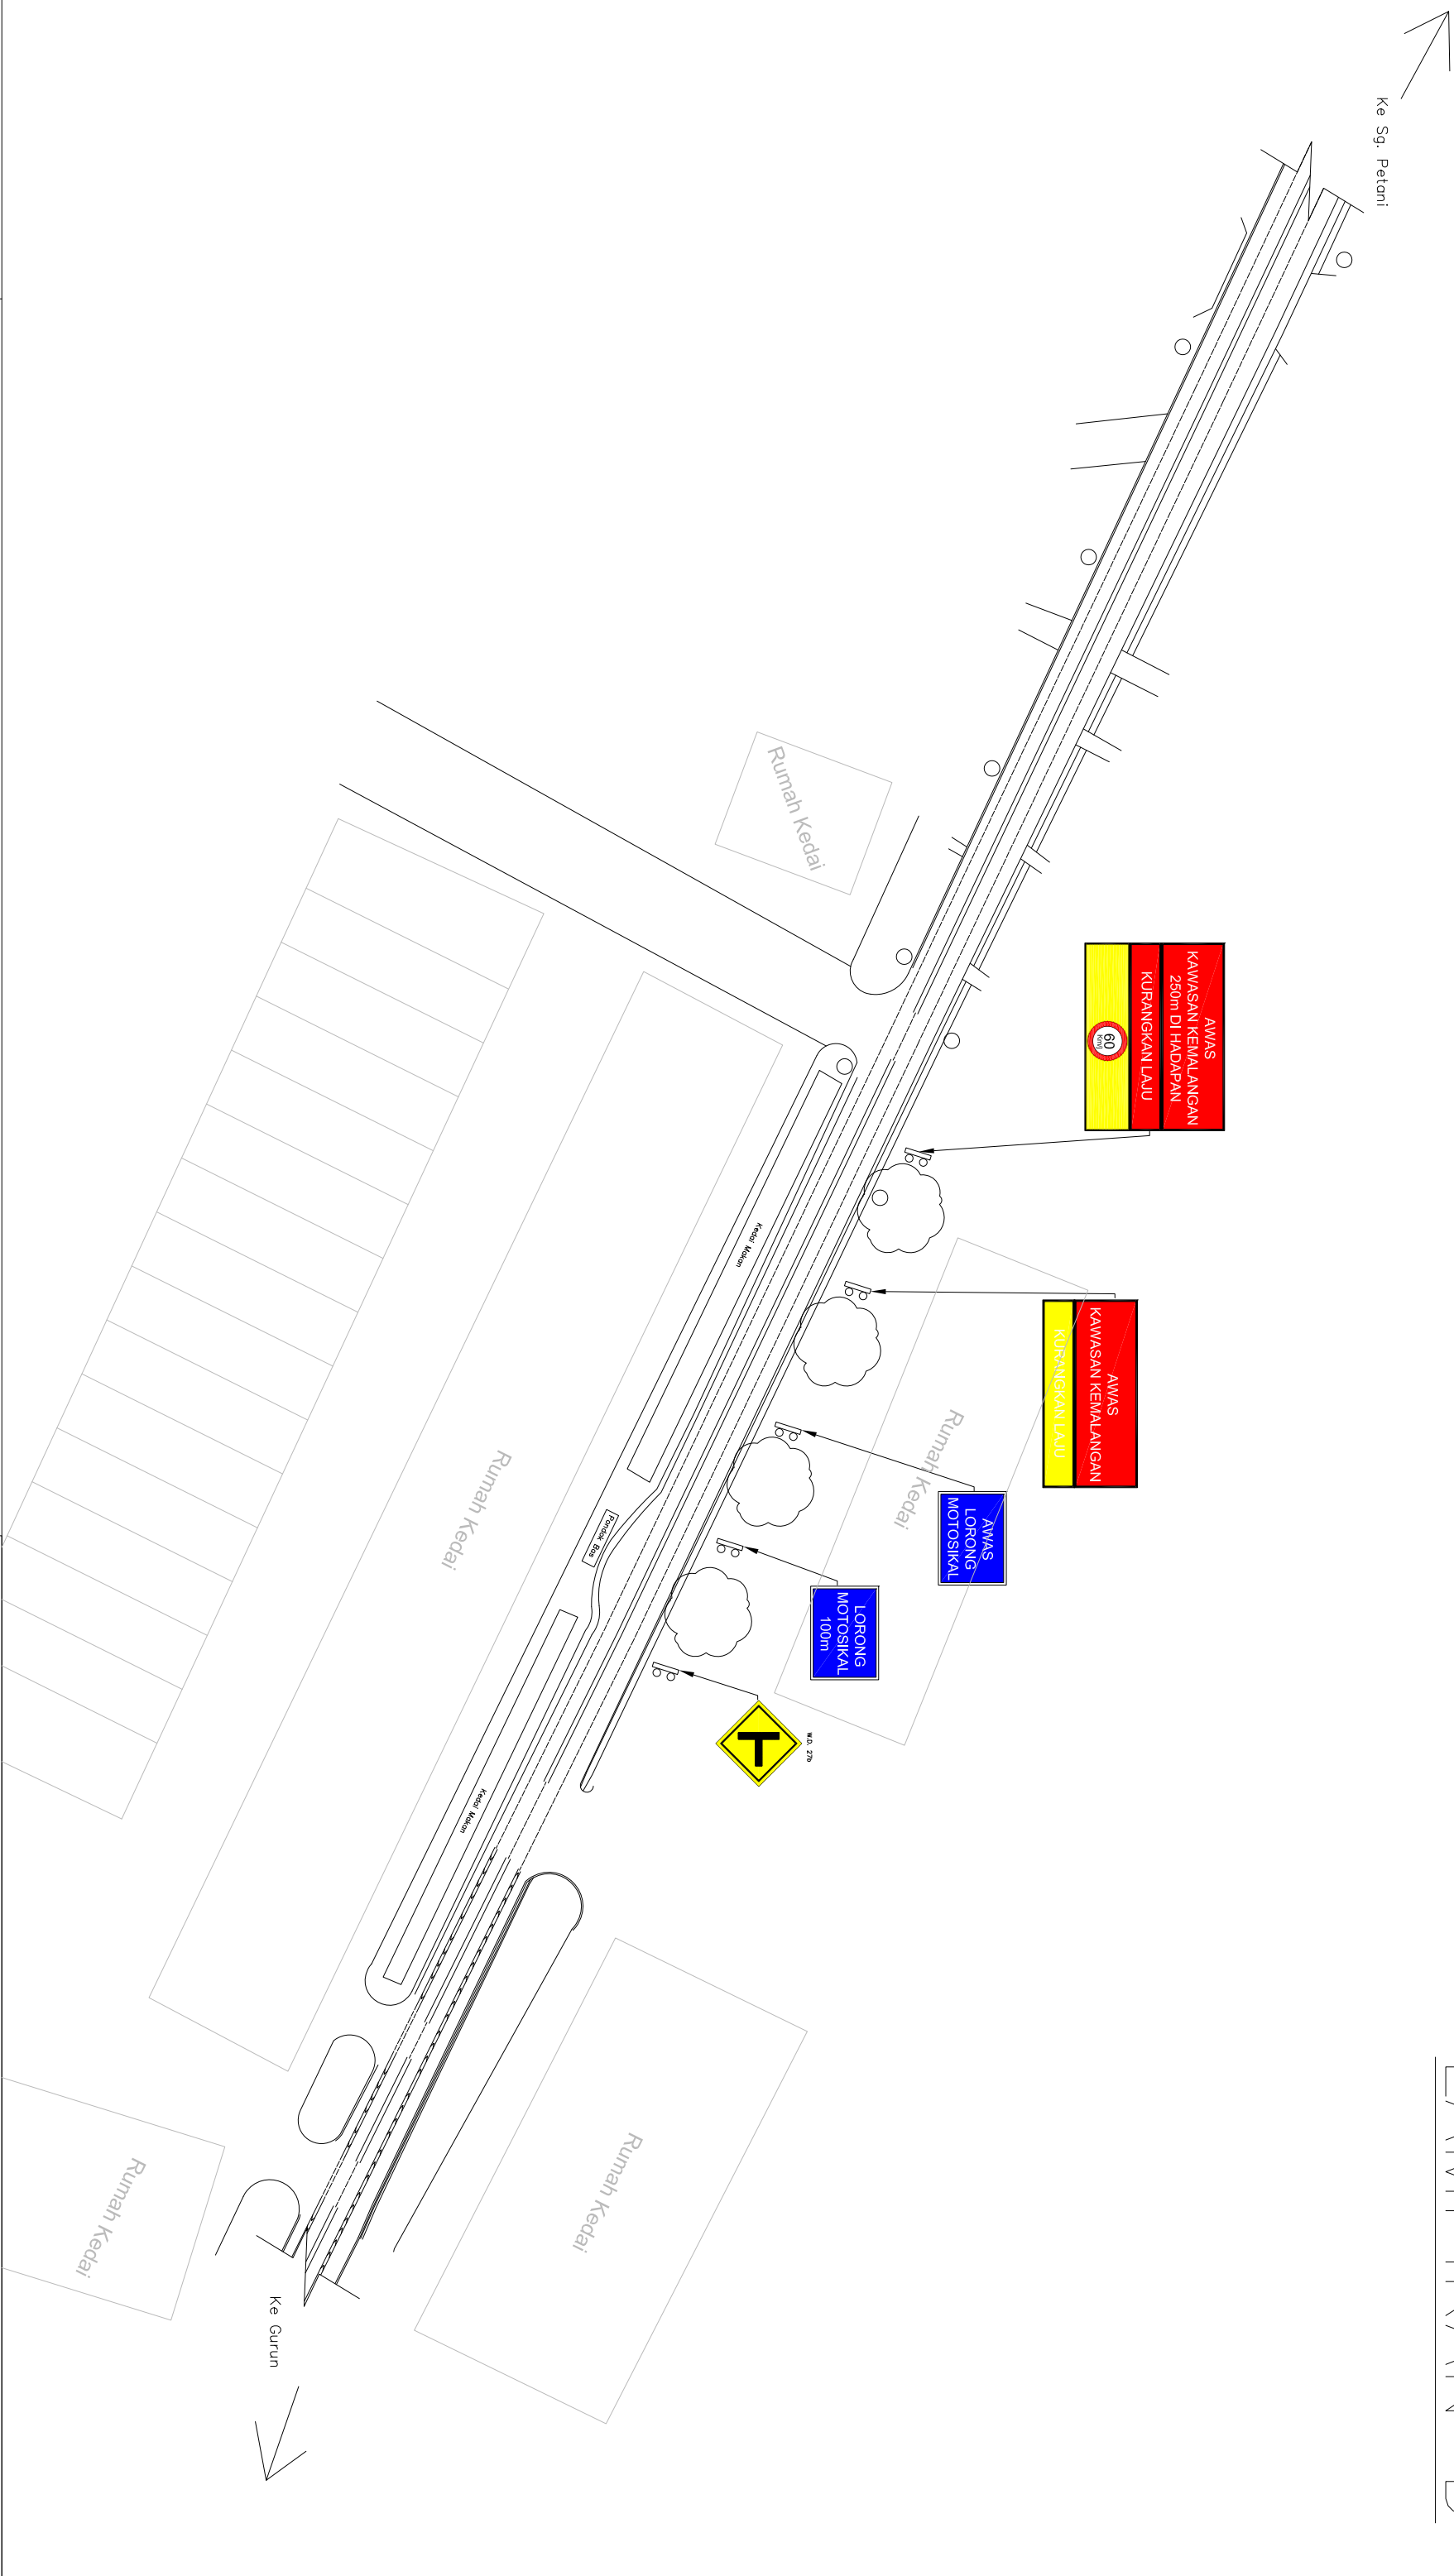 Ke Sg. Petani
Rumah Kedai
AWAS
KAWASAN KEMALANGAN
250m DI HADAPAN
KURANGKAN LAJU
60
Km/j
AWAS
KAWASAN KEMALANGAN
KURANGKAN LAJU
Kedai Makan
Rumah Kedai
AWAS
LORONG
MOTOSIKAL
Rumah Kedai
Pondok Bas
LORONG
MOTOSIKAL
100m
W.D. 27b
Kedai Makan
Rumah Kedai
Rumah Kedai
Ke Gurun